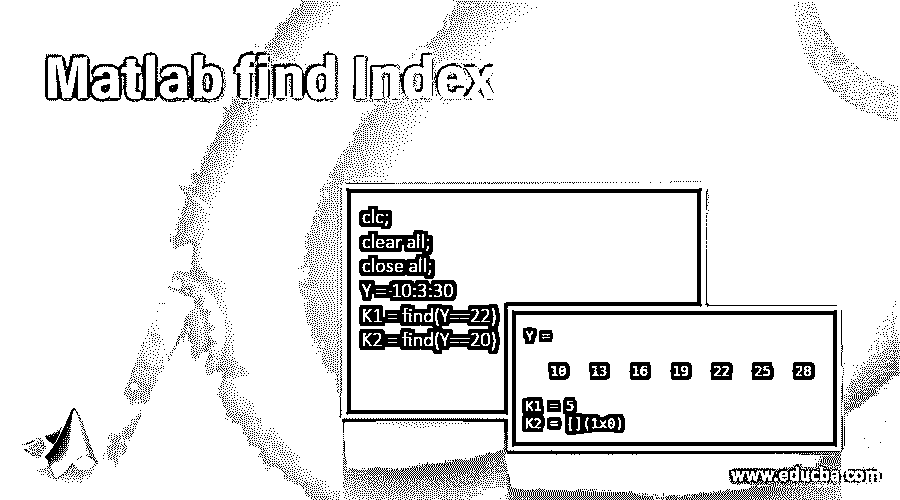 Matlab find Index
clc;
clear all;
close all;
Y = 10:3:30
K1 = find(Y==22)
K2 = find(Y==20)
Y =
10 13 16 19 22 25 28
K1 = 5
K2 = [](1x0)
www.educba.com